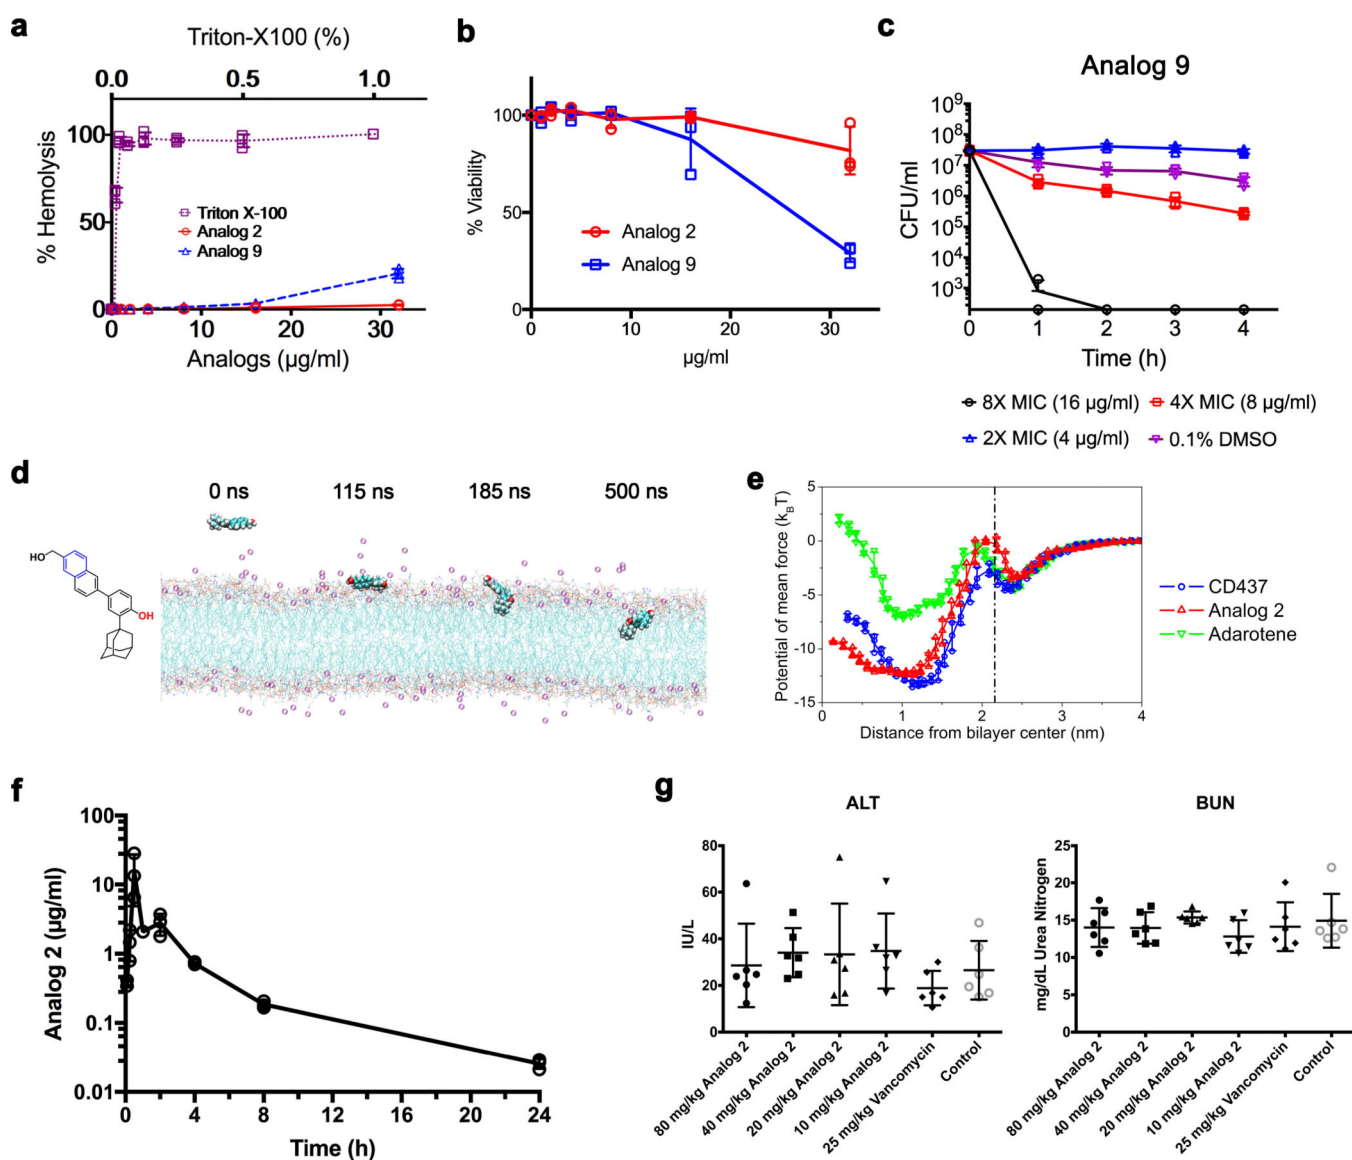 a
Triton-X100 (%)
0.0 0.5 1.0
% Hemolysis
100
50
0
Triton X-100
Analog 2
Analog 9
0 10 20 30
Analogs (µg/ml)
b
% Viability
100
50
0
Analog 2
Analog 9
0 10 20 30
µg/ml
c
Analog 9
CFU/ml
10⁹
10⁸
10⁷
10⁶
10⁵
10⁴
10³
0 1 2 3 4
Time (h)
8X MIC (16 µg/ml) 4X MIC (8 µg/ml)
2X MIC (4 µg/ml) 0.1% DMSO
d
0 ns 115 ns 185 ns 500 ns
HO
OH
e
Potential of mean force (k_BT)
0
-5
-10
-15
0 1 2 3 4
Distance from bilayer center (nm)
CD437
Analog 2
Adarotene
f
Analog 2 (µg/ml)
100
10
1
0.1
0.01
0 4 8 12 16 20 24
Time (h)
g
ALT
IU/L
80
60
40
20
0
80 mg/kg Analog 2
40 mg/kg Analog 2
20 mg/kg Analog 2
10 mg/kg Analog 2
25 mg/kg Vancomycin
Control
BUN
mg/dL Urea Nitrogen
25
20
15
10
5
0
80 mg/kg Analog 2
40 mg/kg Analog 2
20 mg/kg Analog 2
10 mg/kg Analog 2
25 mg/kg Vancomycin
Control